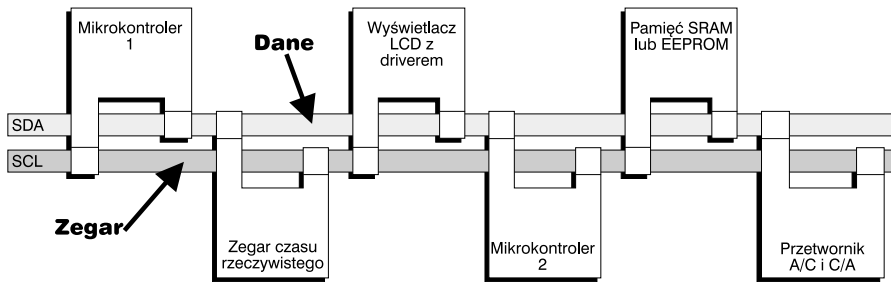 Mikrokontroler
1
Dane
Wyświetlacz
LCD z
driverem
Pamięć SRAM
lub EEPROM
SDA
SCL
Zegar
Zegar czasu
rzeczywistego
Mikrokontroler
2
Przetwornik
A/C i C/A